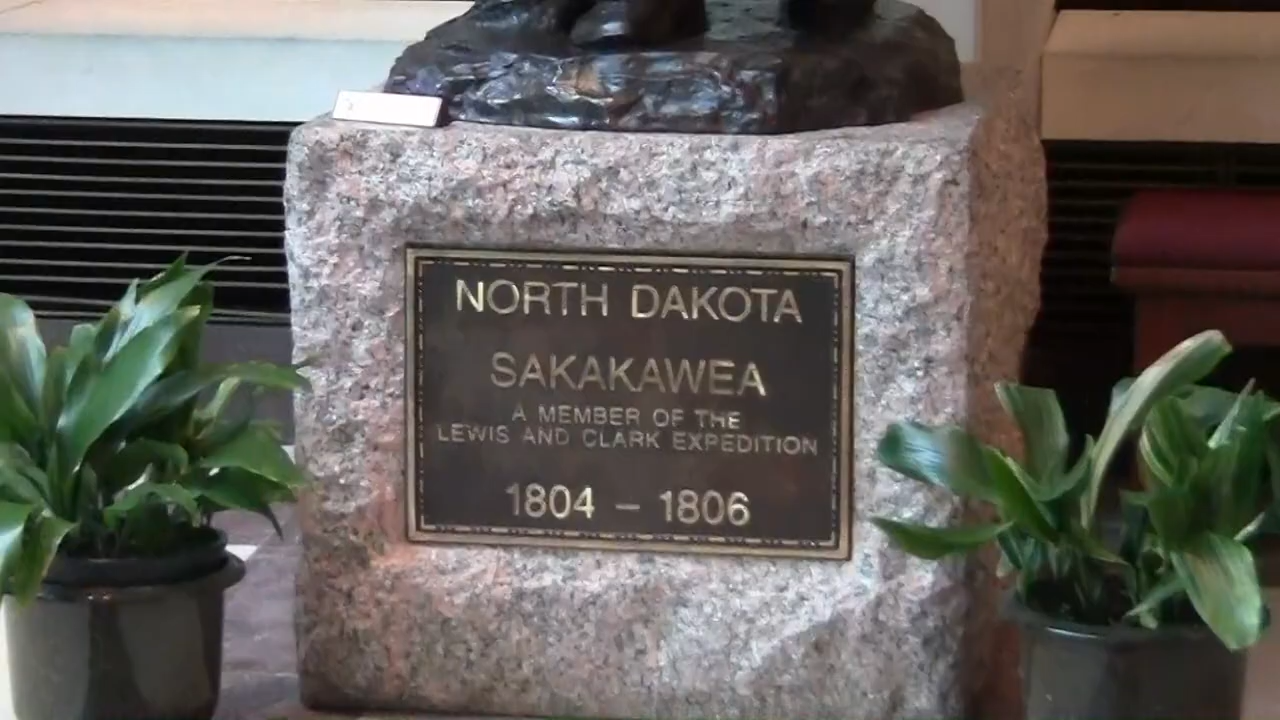 NORTH DAKOTA
SAKAKAWEA
A MEMBER OF THE
LEWIS AND CLARK EXPEDITION
1804 – 1806